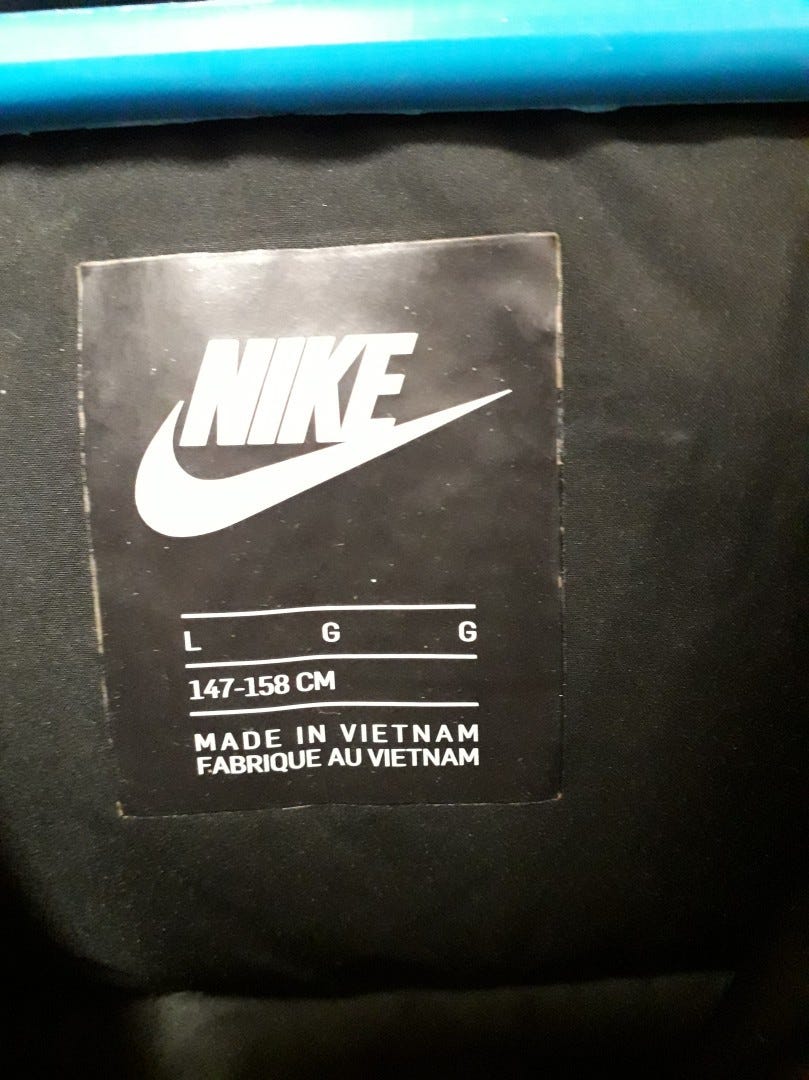 NIKE
L G G
147-158 CM
MADE IN VIETNAM
FABRIQUE AU VIETNAM